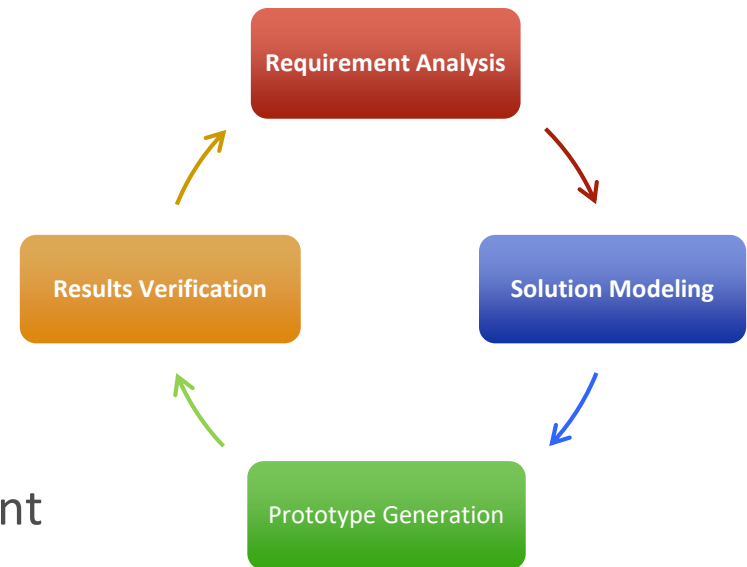 Requirement Analysis
Results Verification
Solution Modeling
Prototype Generation
nt